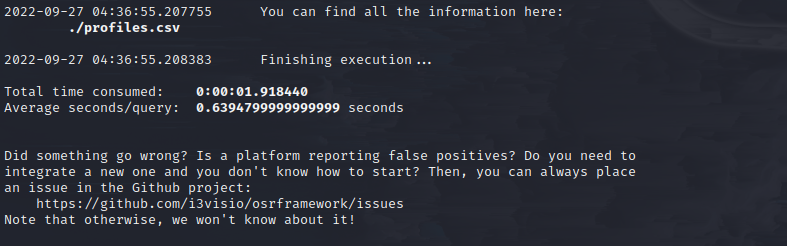 2022-09-27 04:36:55.207755      You can find all the information here:
        ./profiles.csv
2022-09-27 04:36:55.208383      Finishing execution...
Total time consumed:    0:00:01.918440
Average seconds/query:  0.6394799999999999 seconds
Did something go wrong? Is a platform reporting false positives? Do you need to
integrate a new one and you don't know how to start? Then, you can always place
an issue in the Github project:
    https://github.com/i3visio/osrframework/issues
Note that otherwise, we won't know about it!